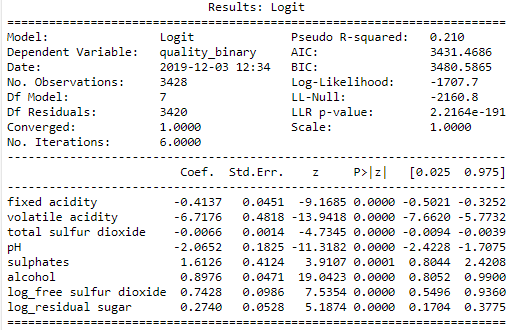 Results: Logit
Model: Logit Pseudo R-squared: 0.210
Dependent Variable: quality_binary AIC: 3431.4686
Date: 2019-12-03 12:34 BIC: 3480.5865
No. Observations: 3428 Log-Likelihood: -1707.7
Df Model: 7 LL-Null: -2160.8
Df Residuals: 3420 LLR p-value: 2.2164e-191
Converged: 1.0000 Scale: 1.0000
No. Iterations: 6.0000
Coef. Std.Err. z P>|z| [0.025 0.975]
fixed acidity -0.4137 0.0451 -9.1685 0.0000 -0.5021 -0.3252
volatile acidity -6.7176 0.4818 -13.9418 0.0000 -7.6620 -5.7732
total sulfur dioxide -0.0066 0.0014 -4.7345 0.0000 -0.0094 -0.0039
pH -2.0652 0.1825 -11.3182 0.0000 -2.4228 -1.7075
sulphates 1.6126 0.4124 3.9107 0.0001 0.8044 2.4208
alcohol 0.8976 0.0471 19.0423 0.0000 0.8052 0.9900
log_free sulfur dioxide 0.7428 0.0986 7.5354 0.0000 0.5496 0.9360
log_residual sugar 0.2740 0.0528 5.1874 0.0000 0.1704 0.3775